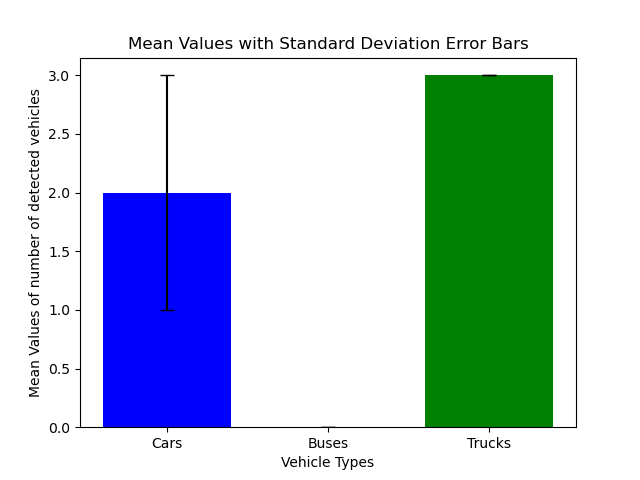 Mean Values with Standard Deviation Error Bars
Mean Values of number of detected vehicles
3.0
2.5
2.0
1.5
1.0
0.5
0.0
Cars
Buses
Trucks
Vehicle Types